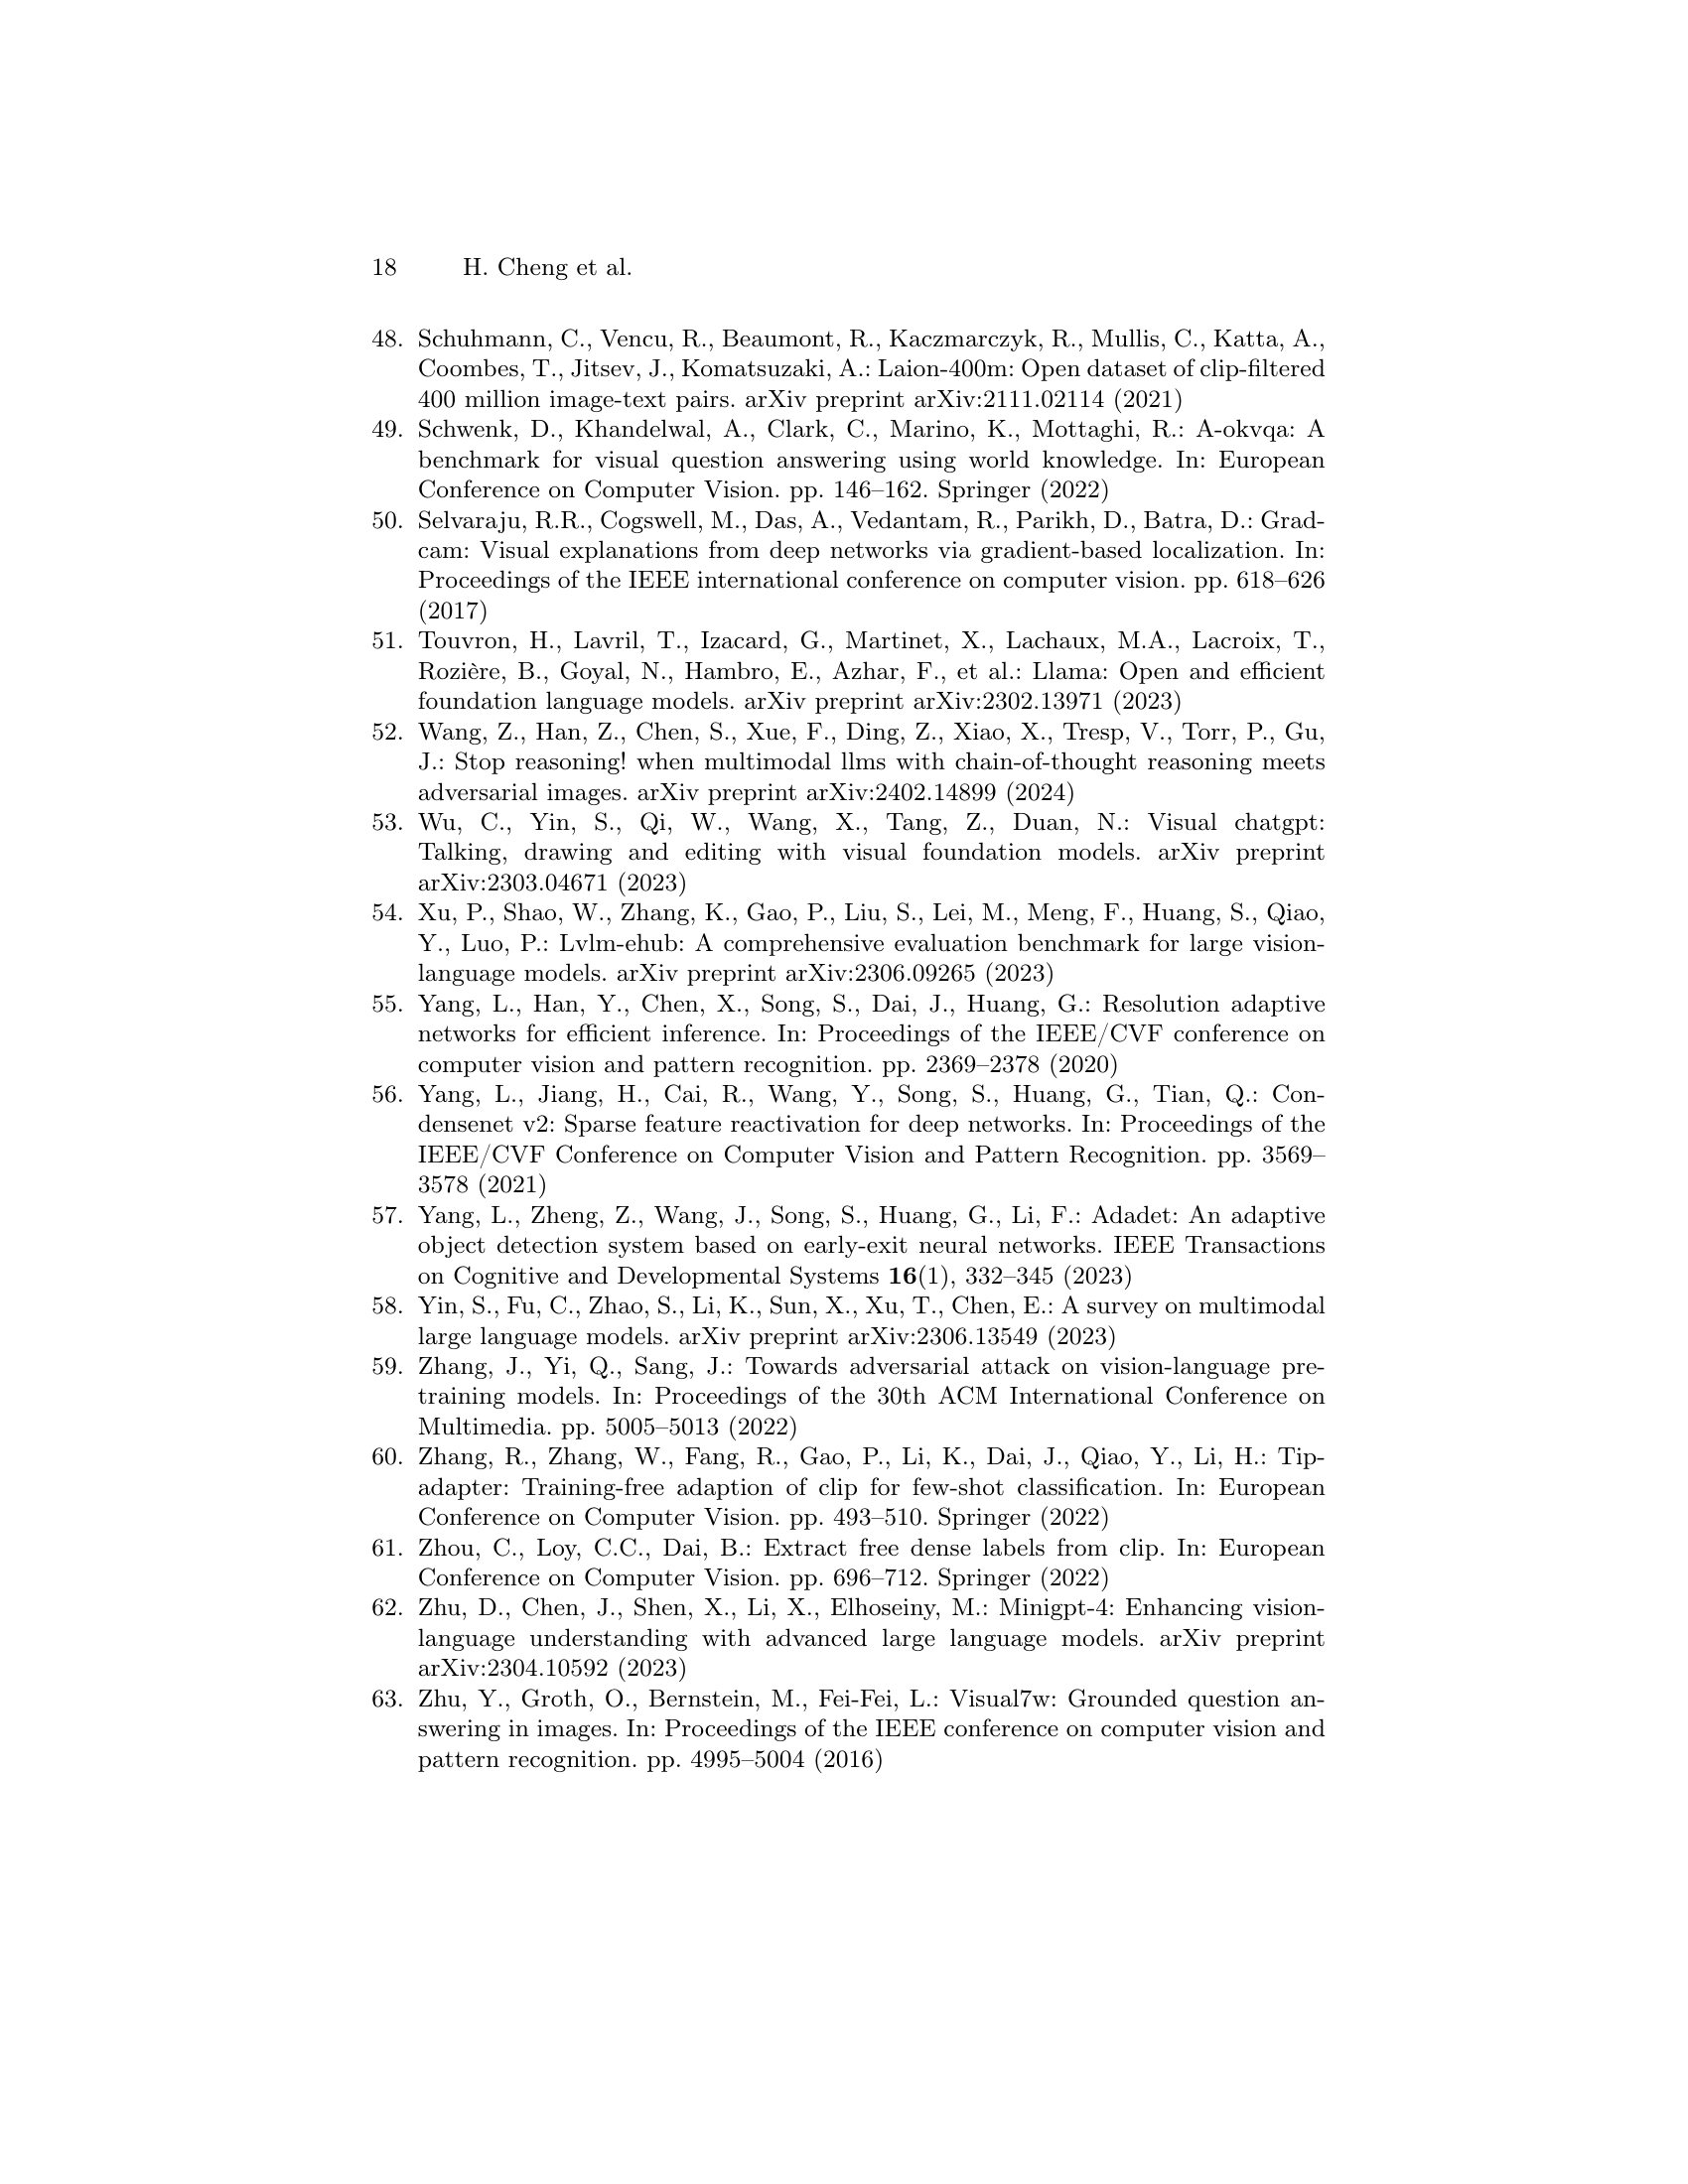 18 H. Cheng et al.
48. Schuhmann, C., Vencu, R., Beaumont, R., Kaczmarczyk, R., Mullis, C., Katta, A.,
Coombes, T., Jitsev, J., Komatsuzaki, A.: Laion-400m: Open dataset of clip-filtered
400 million image-text pairs. arXiv preprint arXiv:2111.02114 (2021)
49. Schwenk, D., Khandelwal, A., Clark, C., Marino, K., Mottaghi, R.: A-okvqa: A
benchmark for visual question answering using world knowledge. In: European
Conference on Computer Vision. pp. 146–162. Springer (2022)
50. Selvaraju, R.R., Cogswell, M., Das, A., Vedantam, R., Parikh, D., Batra, D.: Grad-
cam: Visual explanations from deep networks via gradient-based localization. In:
Proceedings of the IEEE international conference on computer vision. pp. 618–626
(2017)
51. Touvron, H., Lavril, T., Izacard, G., Martinet, X., Lachaux, M.A., Lacroix, T.,
Rozière, B., Goyal, N., Hambro, E., Azhar, F., et al.: Llama: Open and efficient
foundation language models. arXiv preprint arXiv:2302.13971 (2023)
52. Wang, Z., Han, Z., Chen, S., Xue, F., Ding, Z., Xiao, X., Tresp, V., Torr, P., Gu,
J.: Stop reasoning! when multimodal llms with chain-of-thought reasoning meets
adversarial images. arXiv preprint arXiv:2402.14899 (2024)
53. Wu, C., Yin, S., Qi, W., Wang, X., Tang, Z., Duan, N.: Visual chatgpt:
Talking, drawing and editing with visual foundation models. arXiv preprint
arXiv:2303.04671 (2023)
54. Xu, P., Shao, W., Zhang, K., Gao, P., Liu, S., Lei, M., Meng, F., Huang, S., Qiao,
Y., Luo, P.: Lvlm-ehub: A comprehensive evaluation benchmark for large vision-
language models. arXiv preprint arXiv:2306.09265 (2023)
55. Yang, L., Han, Y., Chen, X., Song, S., Dai, J., Huang, G.: Resolution adaptive
networks for efficient inference. In: Proceedings of the IEEE/CVF conference on
computer vision and pattern recognition. pp. 2369–2378 (2020)
56. Yang, L., Jiang, H., Cai, R., Wang, Y., Song, S., Huang, G., Tian, Q.: Con-
densenet v2: Sparse feature reactivation for deep networks. In: Proceedings of the
IEEE/CVF Conference on Computer Vision and Pattern Recognition. pp. 3569–
3578 (2021)
57. Yang, L., Zheng, Z., Wang, J., Song, S., Huang, G., Li, F.: Adadet: An adaptive
object detection system based on early-exit neural networks. IEEE Transactions
on Cognitive and Developmental Systems 16(1), 332–345 (2023)
58. Yin, S., Fu, C., Zhao, S., Li, K., Sun, X., Xu, T., Chen, E.: A survey on multimodal
large language models. arXiv preprint arXiv:2306.13549 (2023)
59. Zhang, J., Yi, Q., Sang, J.: Towards adversarial attack on vision-language pre-
training models. In: Proceedings of the 30th ACM International Conference on
Multimedia. pp. 5005–5013 (2022)
60. Zhang, R., Zhang, W., Fang, R., Gao, P., Li, K., Dai, J., Qiao, Y., Li, H.: Tip-
adapter: Training-free adaption of clip for few-shot classification. In: European
Conference on Computer Vision. pp. 493–510. Springer (2022)
61. Zhou, C., Loy, C.C., Dai, B.: Extract free dense labels from clip. In: European
Conference on Computer Vision. pp. 696–712. Springer (2022)
62. Zhu, D., Chen, J., Shen, X., Li, X., Elhoseiny, M.: Minigpt-4: Enhancing vision-
language understanding with advanced large language models. arXiv preprint
arXiv:2304.10592 (2023)
63. Zhu, Y., Groth, O., Bernstein, M., Fei-Fei, L.: Visual7w: Grounded question an-
swering in images. In: Proceedings of the IEEE conference on computer vision and
pattern recognition. pp. 4995–5004 (2016)